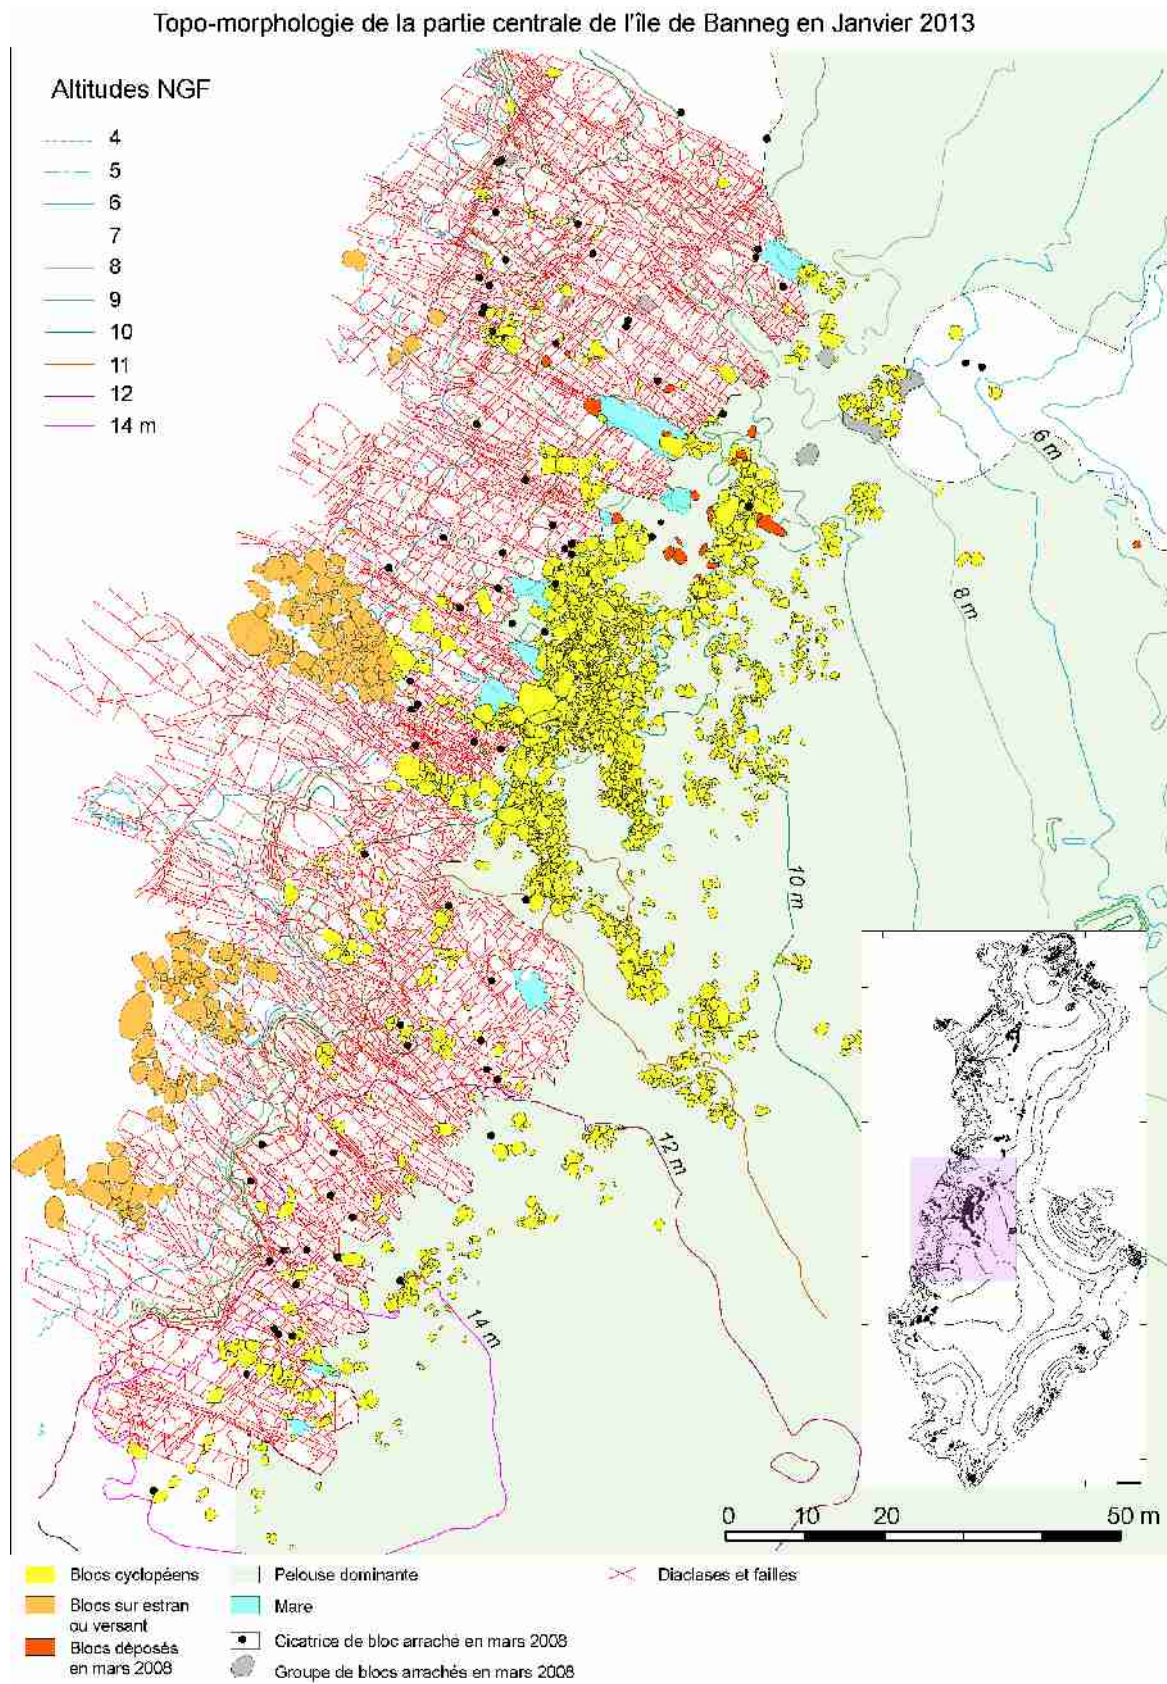 Topo-morphologie de la partie centrale de l'île de Banneg en Janvier 2013
Altitudes NGF
4
5
6
7
8
9
10
11
12
14 m
6 m
8 m
10 m
12 m
14 m
0 10 20 50 m
Blocs cyclopéens
Blocs sur estran
ou versant
Blocs déposés
en mars 2008
Pelouse dominante
Mare
Cicatrice de bloc arraché en mars 2008
Groupe de blocs arrachés en mars 2008
Diaclases et failles